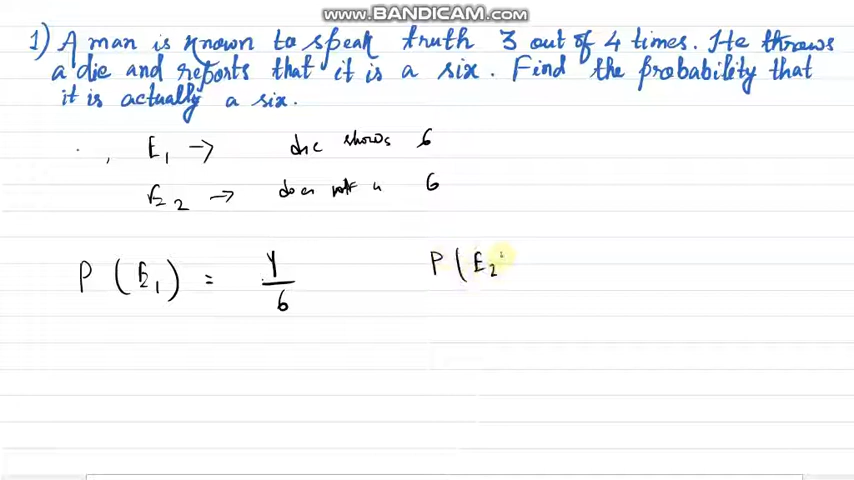 www.BANDICAM.com
1) A man is known to speak truth 3 out of 4 times. He throws
a die and reports that it is a six. Find the probability that
it is actually a six.
E1 → die shows 6
E2 → does 6
P (E1) = 1/6 P (E2